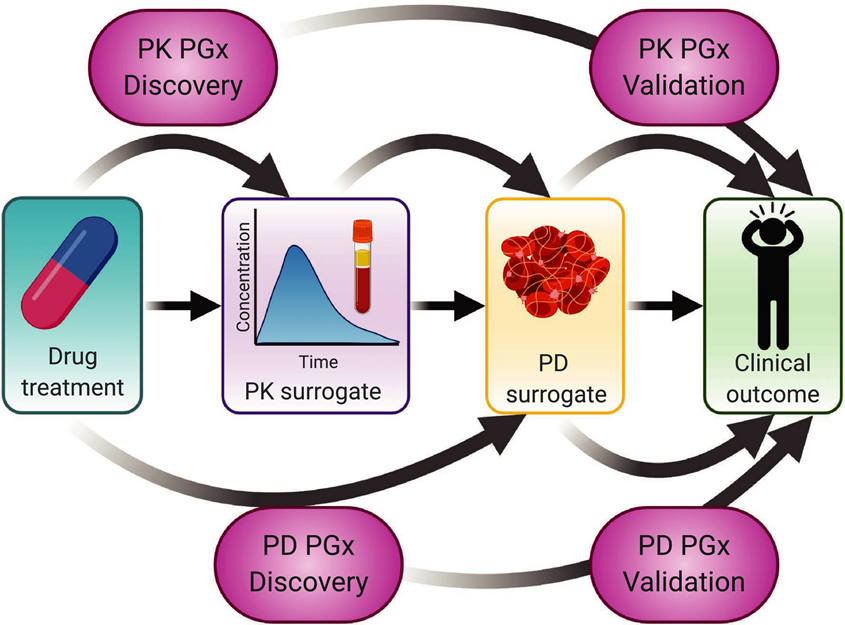 PK PGx
Discovery
PK PGx
Validation
Drug
treatment
Concentration
Time
PK surrogate
PD
surrogate
Clinical
outcome
PD PGx
Discovery
PD PGx
Validation